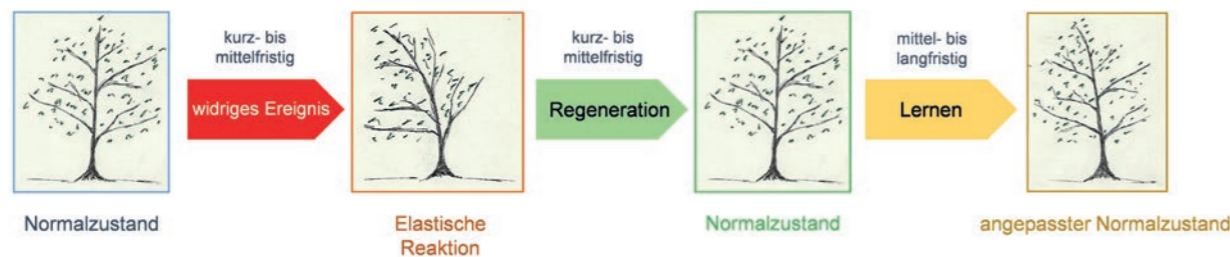 kurz- bis
mittelfristig
widriges Ereignis
kurz- bis
mittelfristig
Regeneration
mittel- bis
langfristig
Lernen
Normalzustand
Elastische
Reaktion
Normalzustand
angepasster Normalzustand